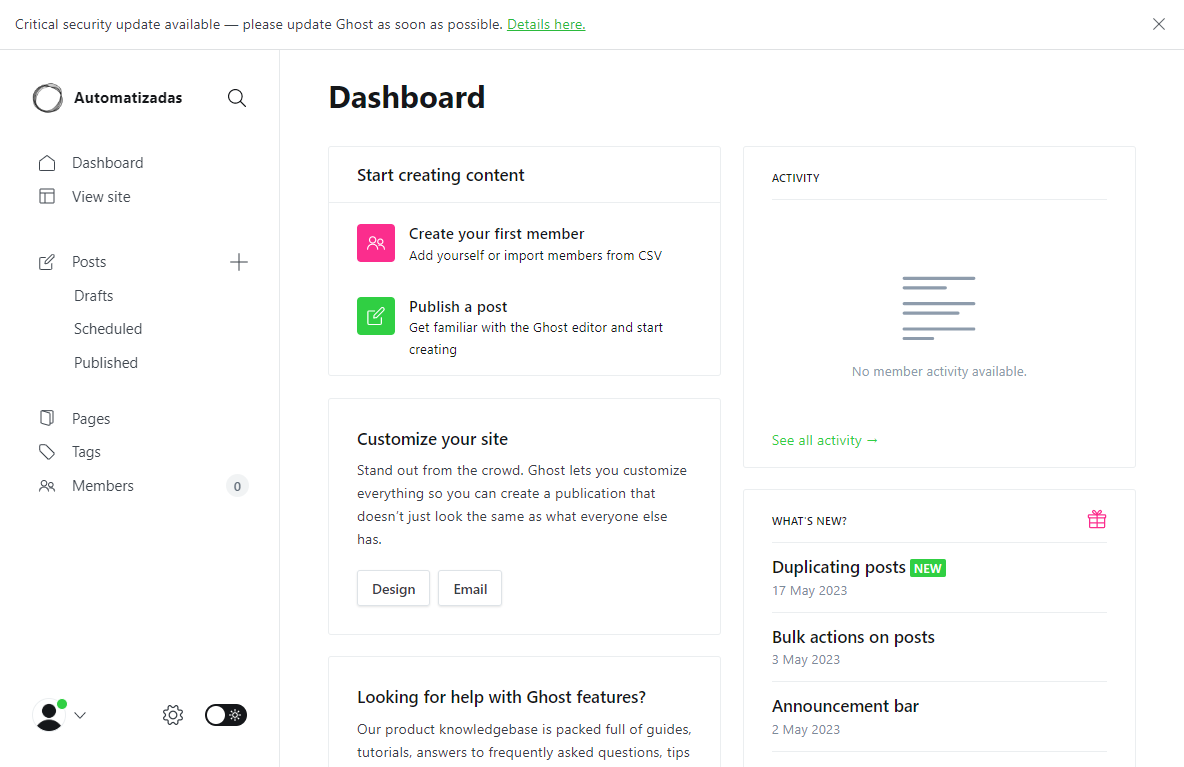 Critical security update available — please update Ghost as soon as possible. Details here.
Automatizadas
Dashboard
View site
Posts
Drafts
Scheduled
Published
Pages
Tags
Members 0
Dashboard
Start creating content
Create your first member
Add yourself or import members from CSV
Publish a post
Get familiar with the Ghost editor and start
creating
Customize your site
Stand out from the crowd. Ghost lets you customize
everything so you can create a publication that
doesn't just look the same as what everyone else
has.
Design Email
Looking for help with Ghost features?
Our product knowledgebase is packed full of guides,
tutorials, answers to frequently asked questions, tips
ACTIVITY
No member activity available.
See all activity →
WHAT'S NEW?
Duplicating posts NEW
17 May 2023
Bulk actions on posts
3 May 2023
Announcement bar
2 May 2023